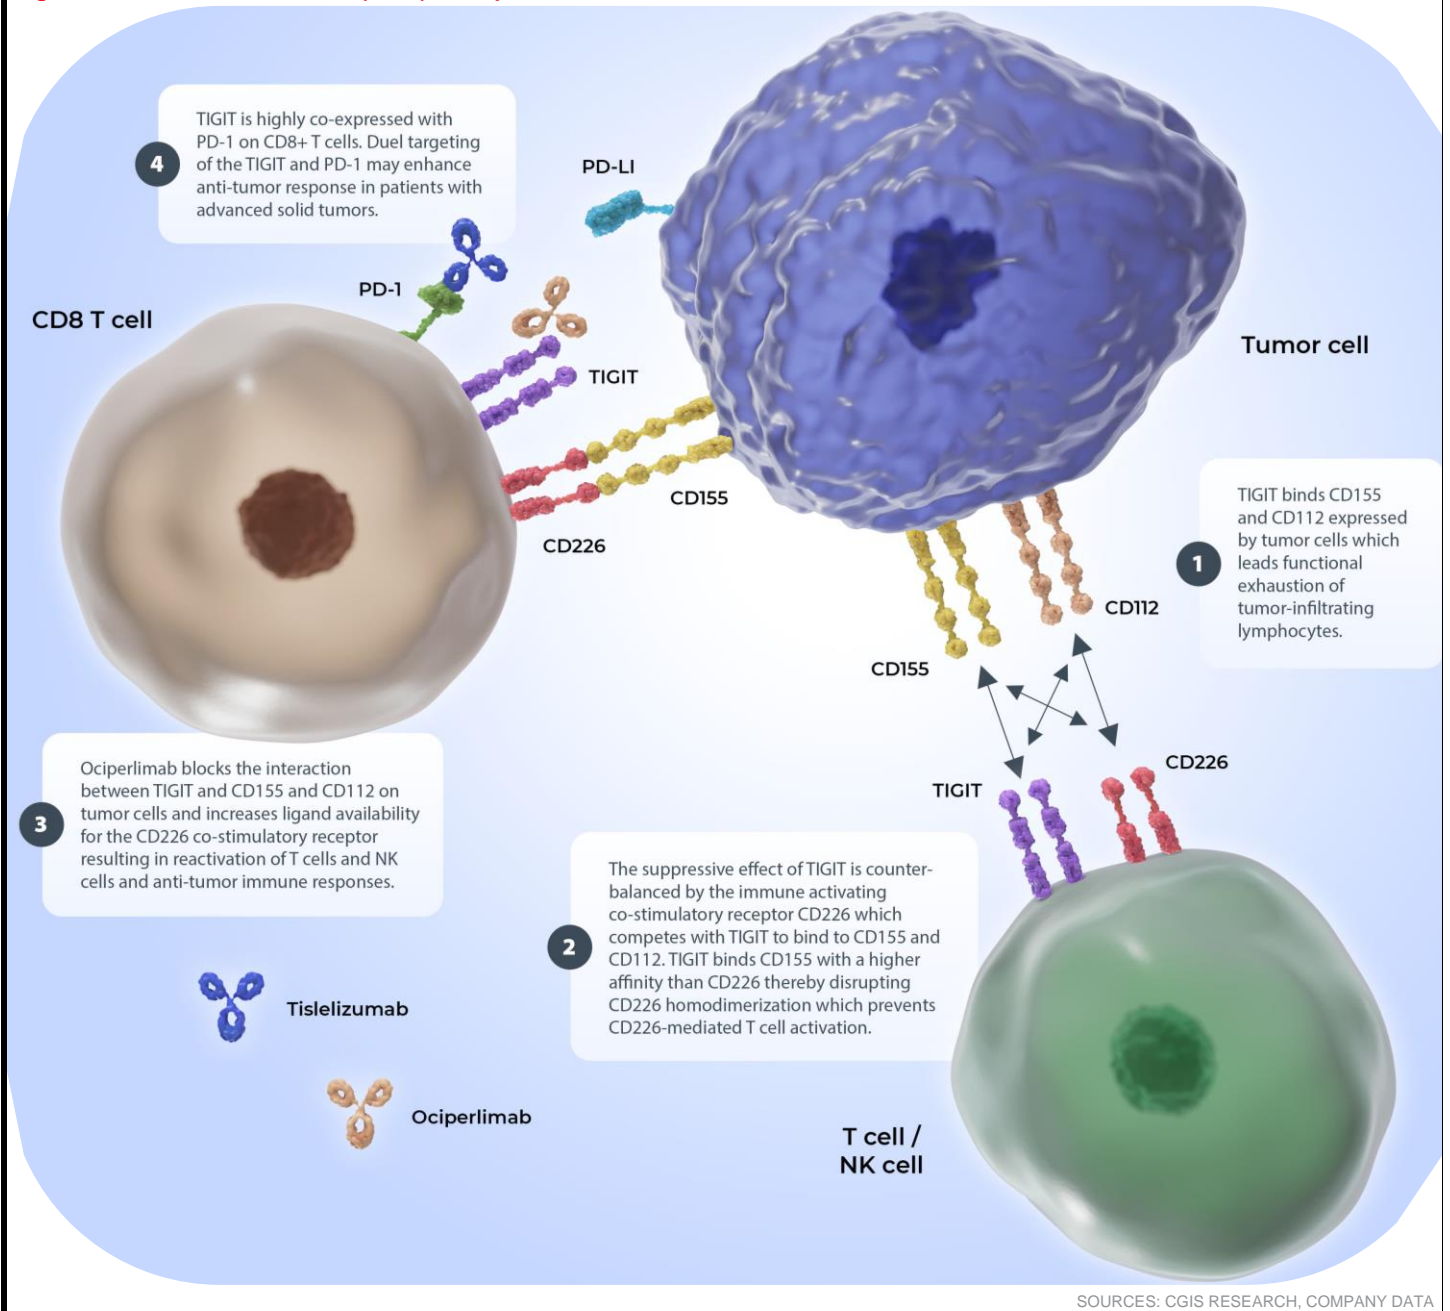 TIGIT is highly co-expressed with
PD-1 on CD8+ T cells. Duel targeting
of the TIGIT and PD-1 may enhance
anti-tumor response in patients with
advanced solid tumors.
4
PD-LI
PD-1
CD8 T cell
TIGIT
Tumor cell
CD155
CD226
TIGIT binds CD155
and CD112 expressed
by tumor cells which
leads functional
exhaustion of
tumor-infiltrating
lymphocytes.
1
CD112
CD155
TIGIT
CD226
Ociperlimab blocks the interaction
between TIGIT and CD155 and CD112 on
tumor cells and increases ligand availability
for the CD226 co-stimulatory receptor
resulting in reactivation of T cells and NK
cells and anti-tumor immune responses.
3
The suppressive effect of TIGIT is counter-
balanced by the immune activating
co-stimulatory receptor CD226 which
competes with TIGIT to bind to CD155 and
CD112. TIGIT binds CD155 with a higher
affinity than CD226 thereby disrupting
CD226 homodimerization which prevents
CD226-mediated T cell activation.
2
Tislelizumab
Ociperlimab
T cell /
NK cell
SOURCES: CGIS RESEARCH, COMPANY DATA